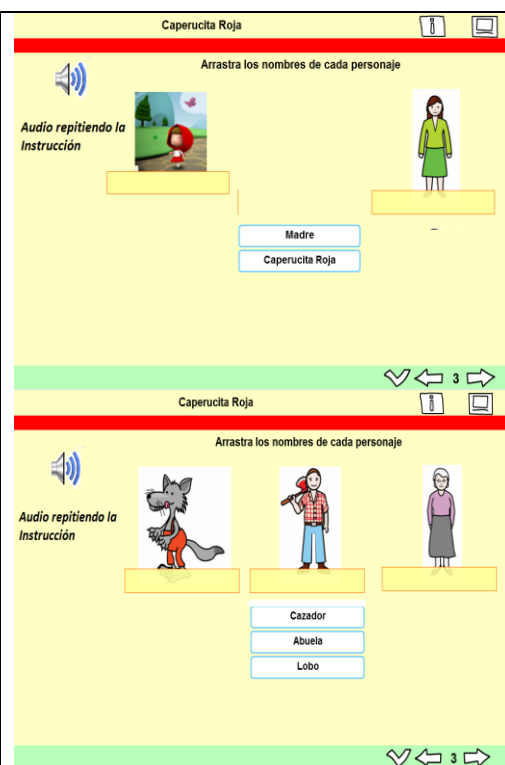 Caperucita Roja
i
Arrastra los nombres de cada personaje
Audio repitiendo la
Instrucción
Madre
Caperucita Roja
3
Caperucita Roja
i
Arrastra los nombres de cada personaje
Audio repitiendo la
Instrucción
Cazador
Abuela
Lobo
3